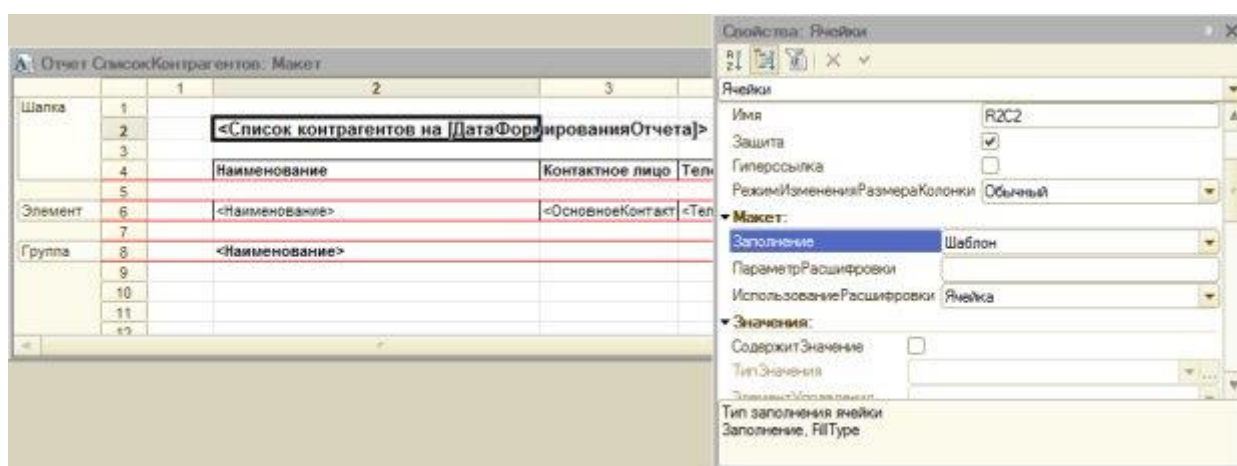 Отчет СписокКонтрагентов: Макет
1 2 3
Шапка 1
2 <Список контрагентов на [ДатаФормированияОтчета]>
3
4 Наименование Контактное лицо
5
Элемент 6 <Наименование> <ОсновноеКонтакт
7
Группа 8 <Наименование>
9
10
11
12
Свойства: Ячейки
Ячейки
Имя R2C2
Защита
Гиперссылка
РежимИзмененияРазмераКолонки Обычный
Макет:
Заполнение Шаблон
ПараметрРасшифровки
ИспользованиеРасшифровки Ячейка
Значения:
СодержитЗначение
ТипЗначения
Тип заполнения ячейки
Заполнение, FillType